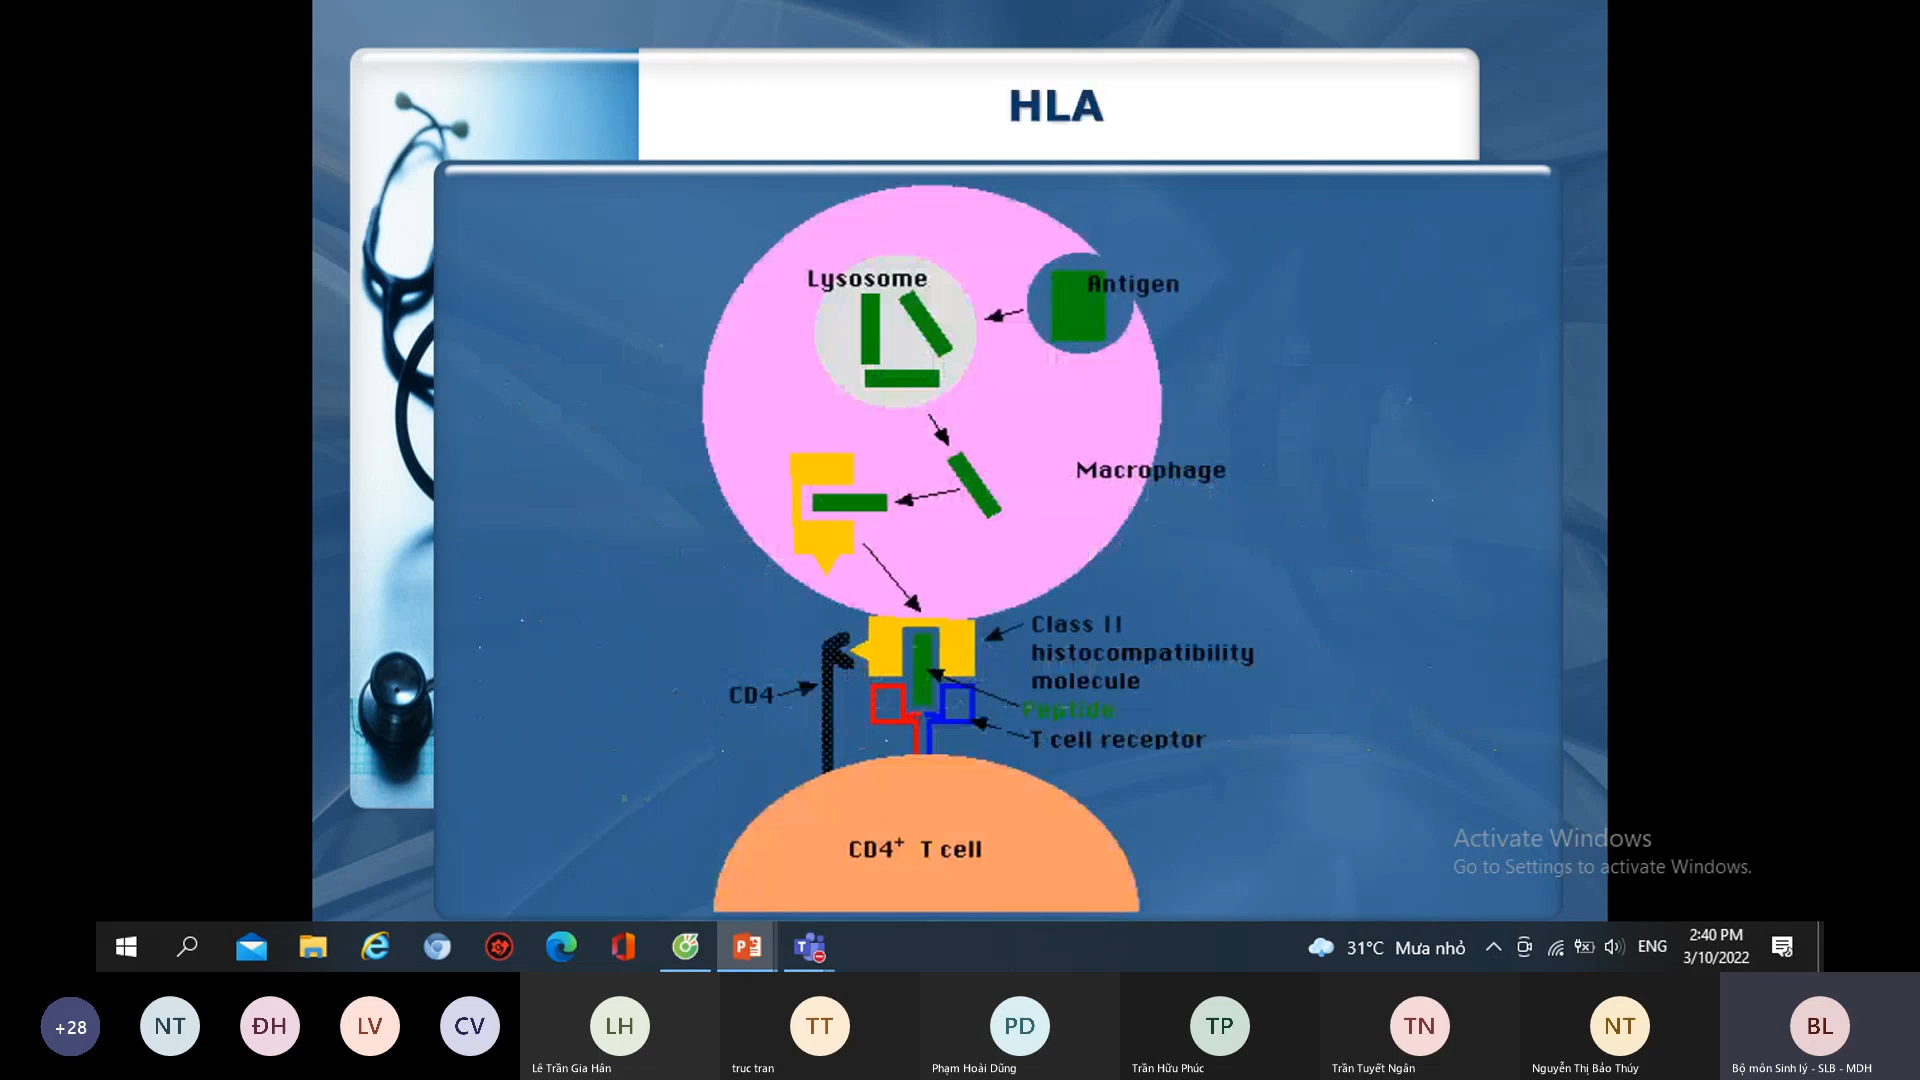 HLA
Lysosome
Antigen
Macrophage
Class II
histocompatibility
molecule
CD4
Peptide
T cell receptor
CD4+ T cell
Activate Windows
Go to Settings to activate Windows.
31°C Mưa nhỏ
ENG
2:40 PM
3/10/2022
+28
NT
ĐH
LV
CV
LH
TT
PD
TP
TN
NT
BL
Lê Trần Gia Hân
truc tran
Phạm Hoài Dũng
Trần Hữu Phúc
Trần Tuyết Ngân
Nguyễn Thị Bảo Thúy
Bộ môn Sinh lý - SLB - MDH